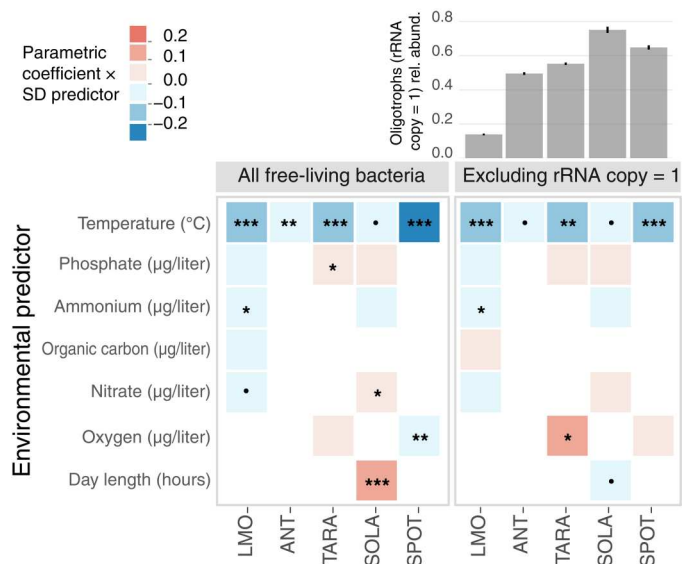 Parametric
coefficient ×
SD predictor
0.2
0.1
0.0
−0.1
−0.2
Oligotrophs (rRNA
copy = 1) rel. abund.
0.8
0.6
0.4
0.2
0.0
All free-living bacteria
Excluding rRNA copy = 1
Environmental predictor
Temperature (°C) *** ** *** • *** *** • ** • ***
Phosphate (µg/liter) *
Ammonium (µg/liter) * *
Organic carbon (µg/liter)
Nitrate (µg/liter) • *
Oxygen (µg/liter) ** *
Day length (hours) *** •
LMO
ANT
TARA
SOLA
SPOT
LMO
ANT
TARA
SOLA
SPOT